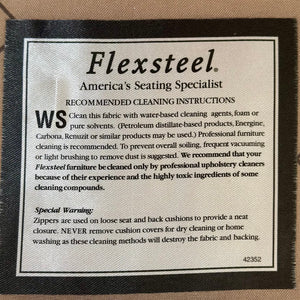 Flexsteel®
America's Seating Specialist
RECOMMENDED CLEANING INSTRUCTIONS
WS Clean this fabric with water-based cleaning agents, foam or
pure solvents. (Petroleum distillate-based products, Energine,
Carbona, Renuzit or similar products may be used.) Professional furniture
cleaning is recommended. To prevent overall soiling, frequent vacuuming
or light brushing to remove dust is suggested. We recommend that your
Flexsteel furniture be cleaned only by professional upholstery cleaners
because of their experience and the highly toxic ingredients of some
cleaning compounds.
Special Warning:
Zippers are used on loose seat and back cushions to provide a neat
closure. NEVER remove cushion covers for dry cleaning or home
washing as these cleaning methods will destroy the fabric and backing.
42352